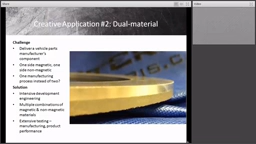 Creative Application #2: Dual-material
Challenge
• Deliver a vehicle parts
manufacturer's
component
• One side magnetic, one
side non-magnetic
• One manufacturing
process instead of two?
Solution
• Intensive development
engineering
• Multiple combinations of
magnetic & non-magnetic
materials
• Extensive testing –
manufacturing, product
performance